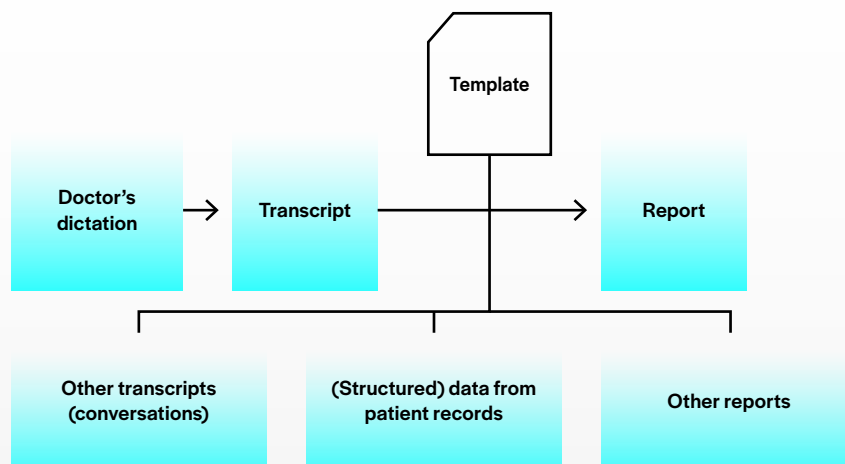 Template
Doctor’s
dictation
Transcript
Report
Other transcripts
(conversations)
(Structured) data from
patient records
Other reports